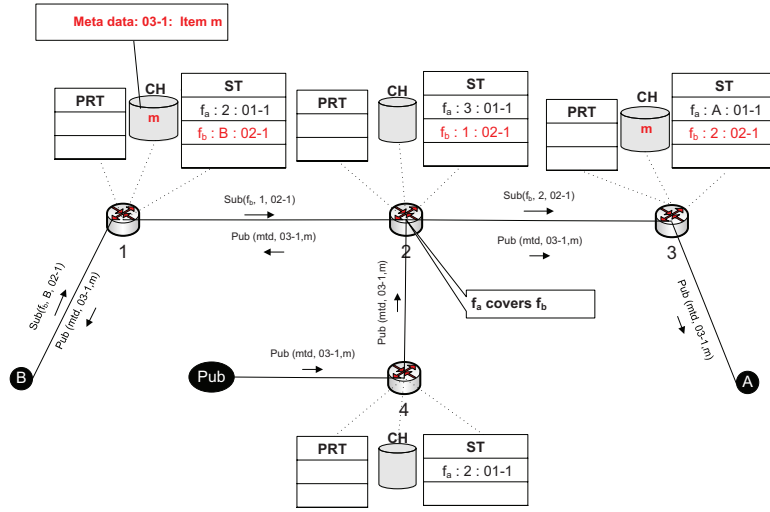 Meta data: 03-1: Item m
PRT
CH
m
ST
fa : 2 : 01-1
fb : B : 02-1
PRT
CH
ST
fa : 3 : 01-1
fb : 1 : 02-1
PRT
CH
m
ST
fa : A : 01-1
fb : 2 : 02-1
Sub(fb, 1, 02-1)
Sub(fb, 2, 02-1)
1
Pub (mtd, 03-1,m)
2
Pub (mtd, 03-1,m)
3
Sub(fb, B, 02-1)
Pub (mtd, 03-1,m)
Pub (mtd, 03-1,m)
fa covers fb
Pub (mtd, 03-1,m)
B
Pub
Pub (mtd, 03-1,m)
A
4
PRT
CH
ST
fa : 2 : 01-1